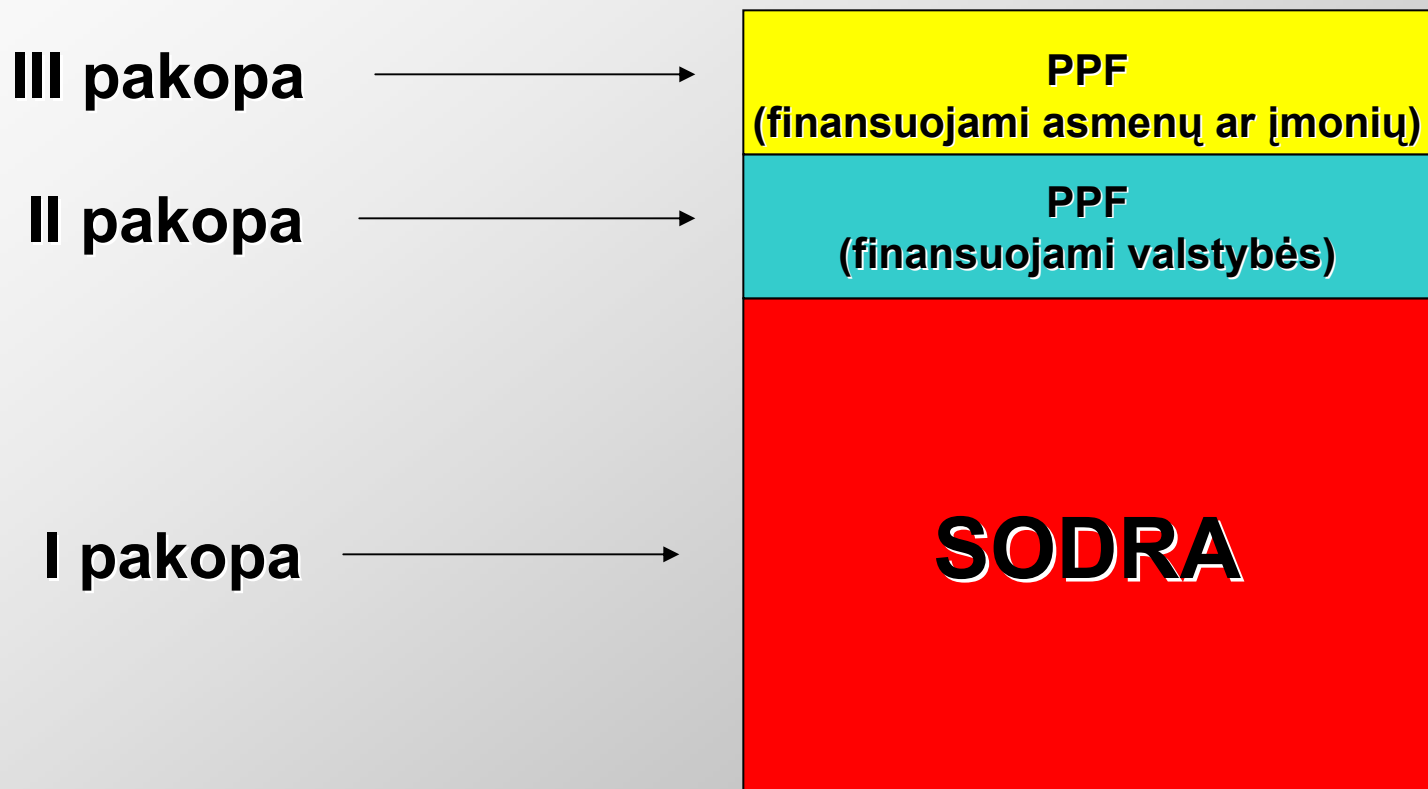 III pakopa
PPF
(finansuojami asmenų ar įmonių)
II pakopa
PPF
(finansuojami valstybės)
I pakopa
SODRA